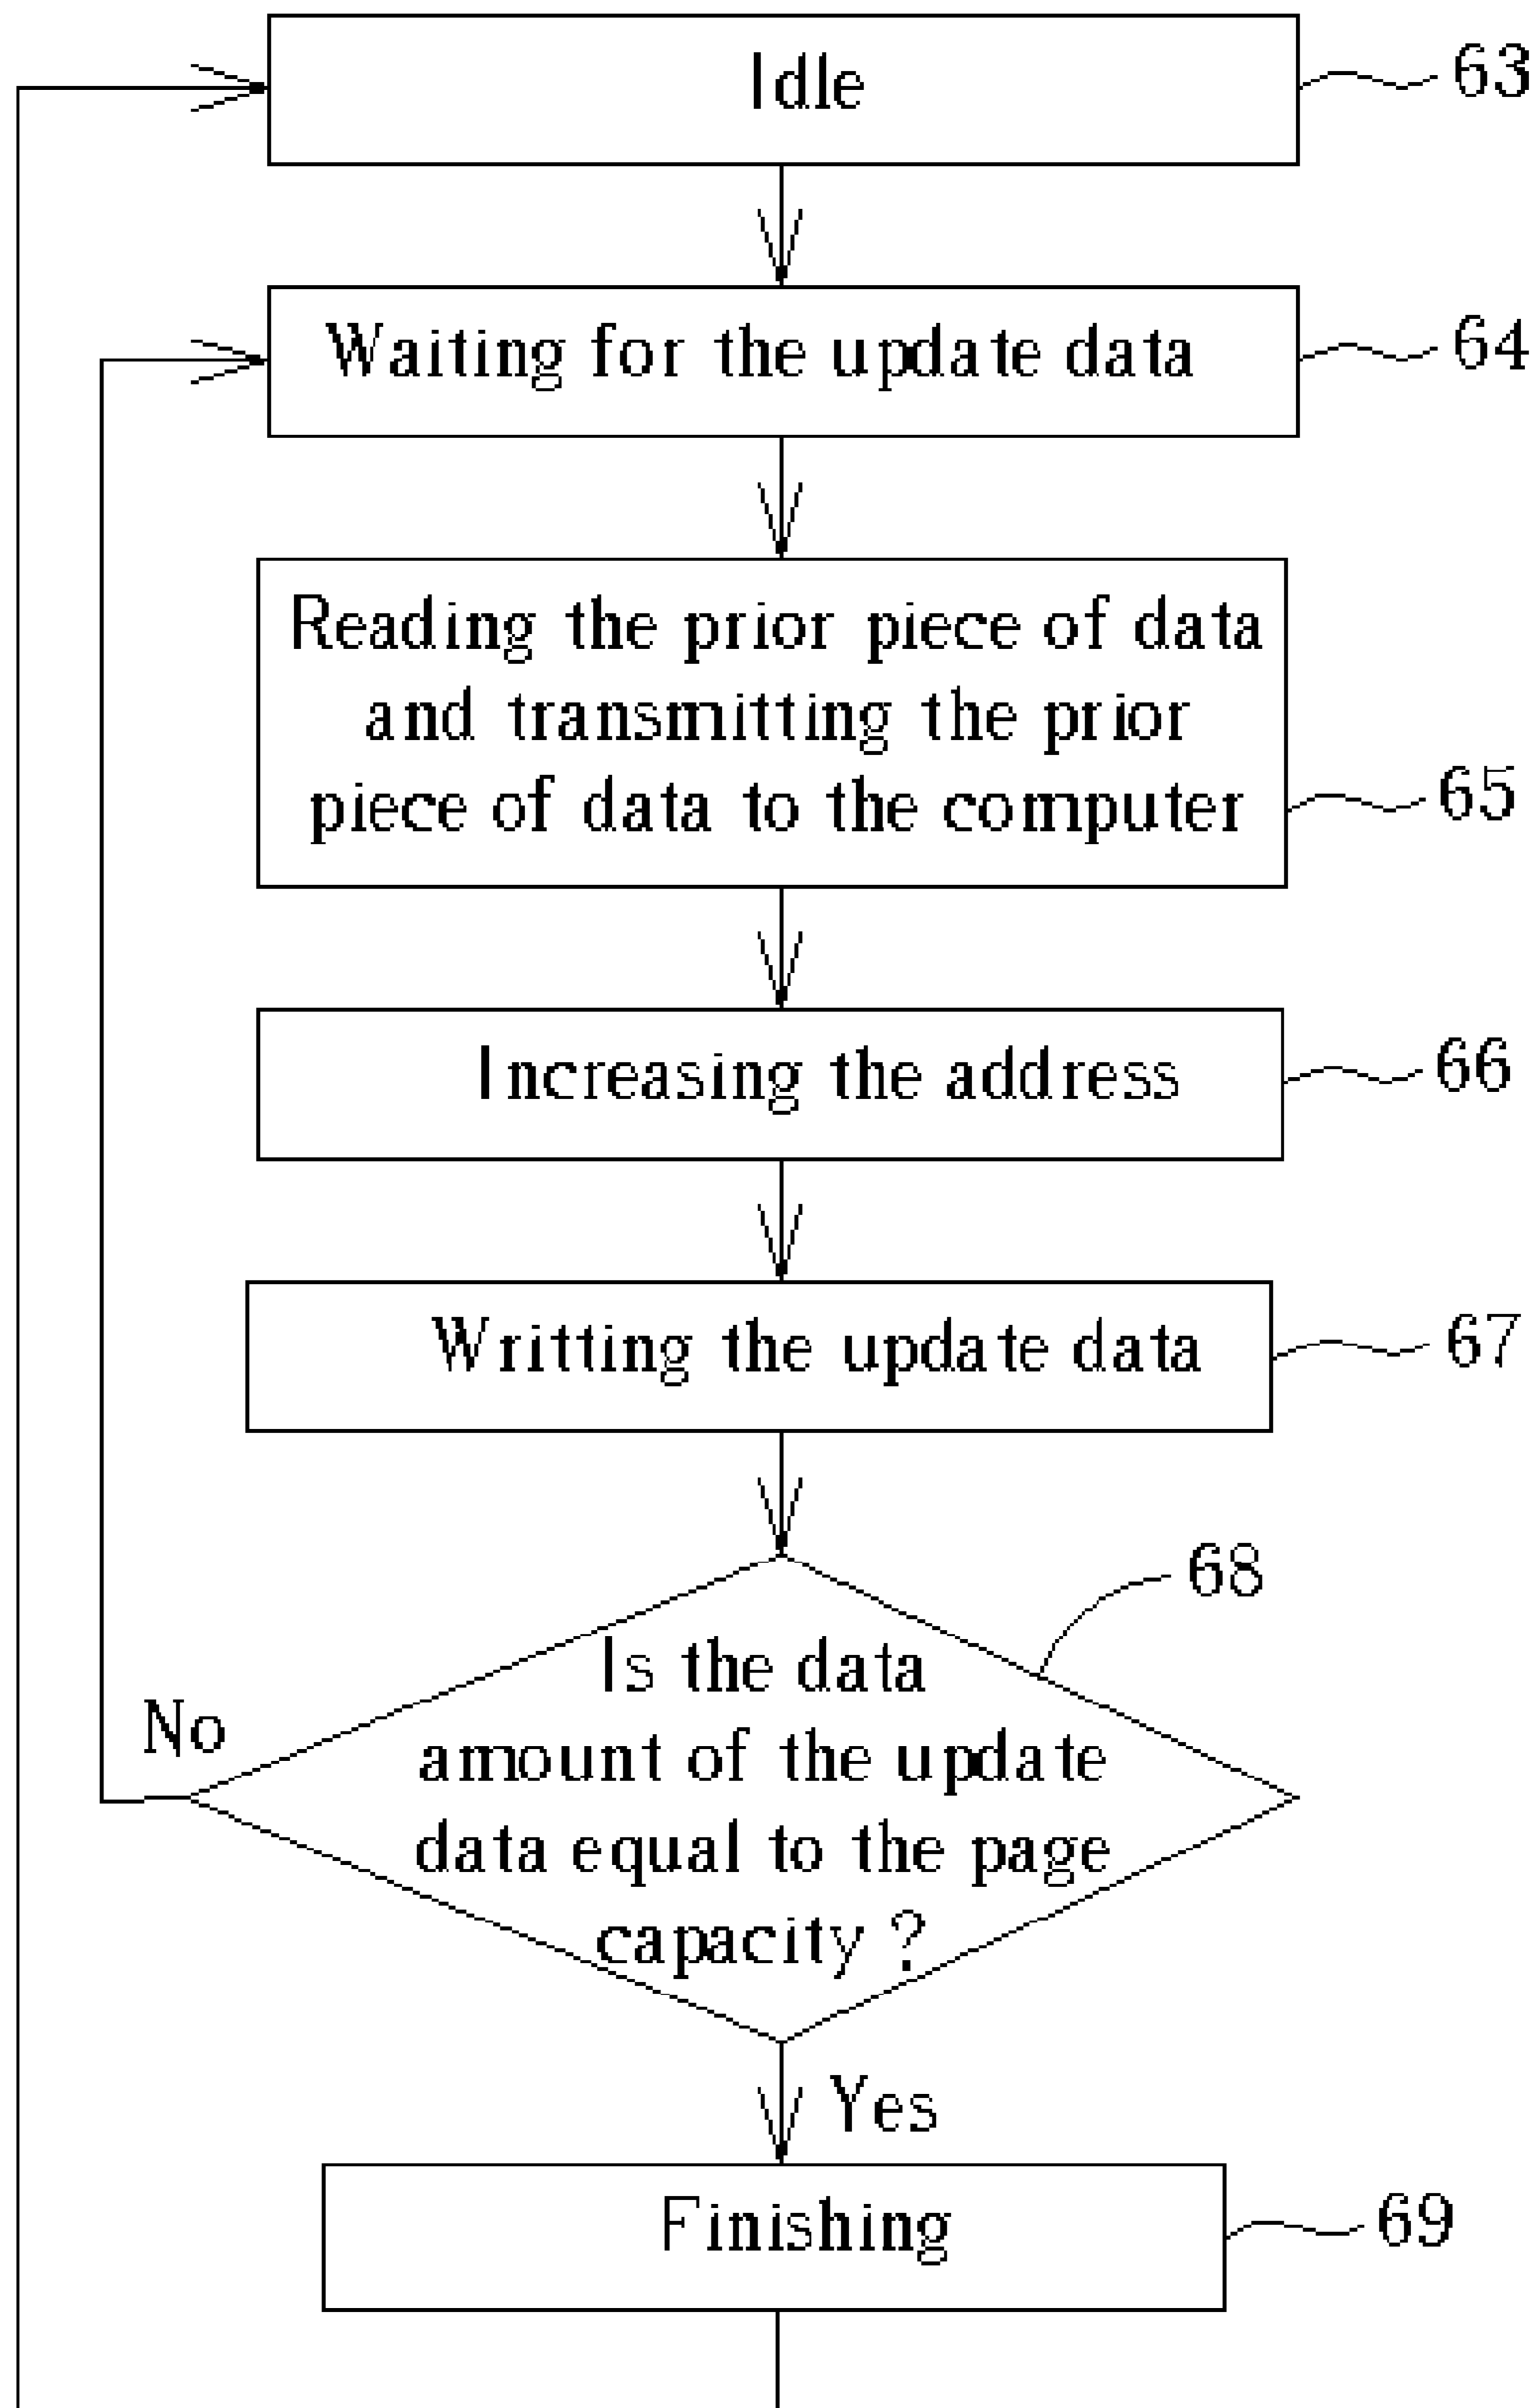 Idle
63
Waiting for the update data
64
Reading the prior piece of data
and transmitting the prior
piece of data to the computer
65
Increasing the address
66
Writting the update data
67
68
Is the data
amount of the update
data equal to the page
capacity ?
No
Yes
Finishing
69